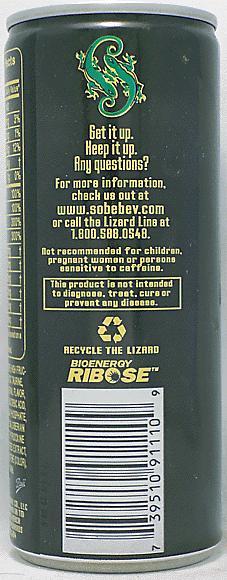 Get it up.
Keep it up.
Any questions?
For more information,
check us out at
www.sobebev.com
or call the Lizard Line at
1.800.588.0548.
Not recommended for children,
pregnant women or persons
sensitive to caffeine.
This product is not intended
to diagnose, treat, cure or
prevent any disease.
RECYCLE THE LIZARD
BIOENERGY
RIBOSE™
7 39510 91110 9